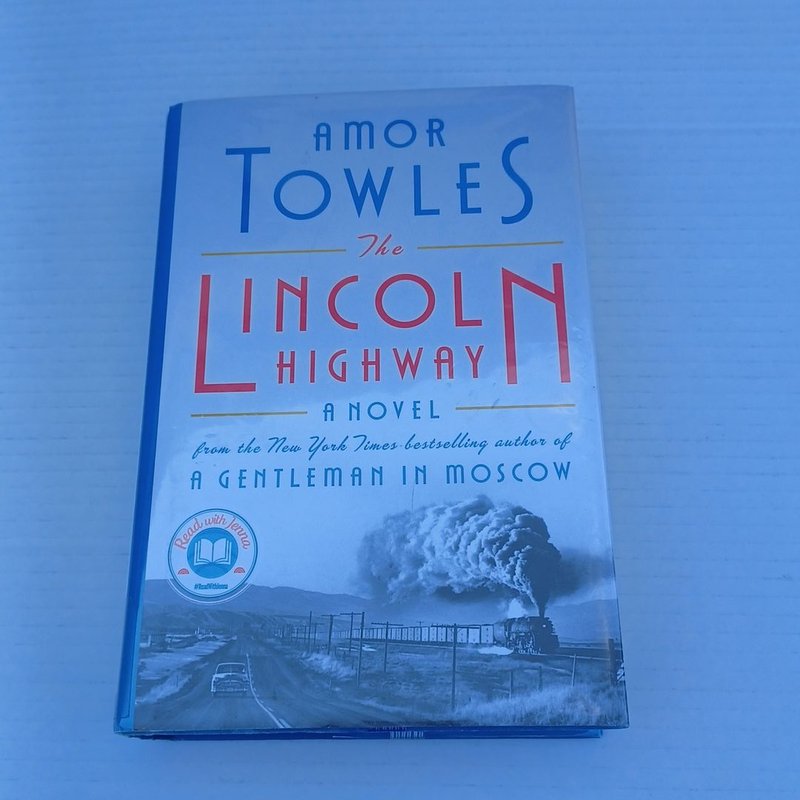 AMOR
TOWLES
The
LINCOLN
HIGHWAY
A NOVEL
from the New York Times-bestselling author of
A GENTLEMAN IN MOSCOW
Read with Jenna
#ReadWithJenna